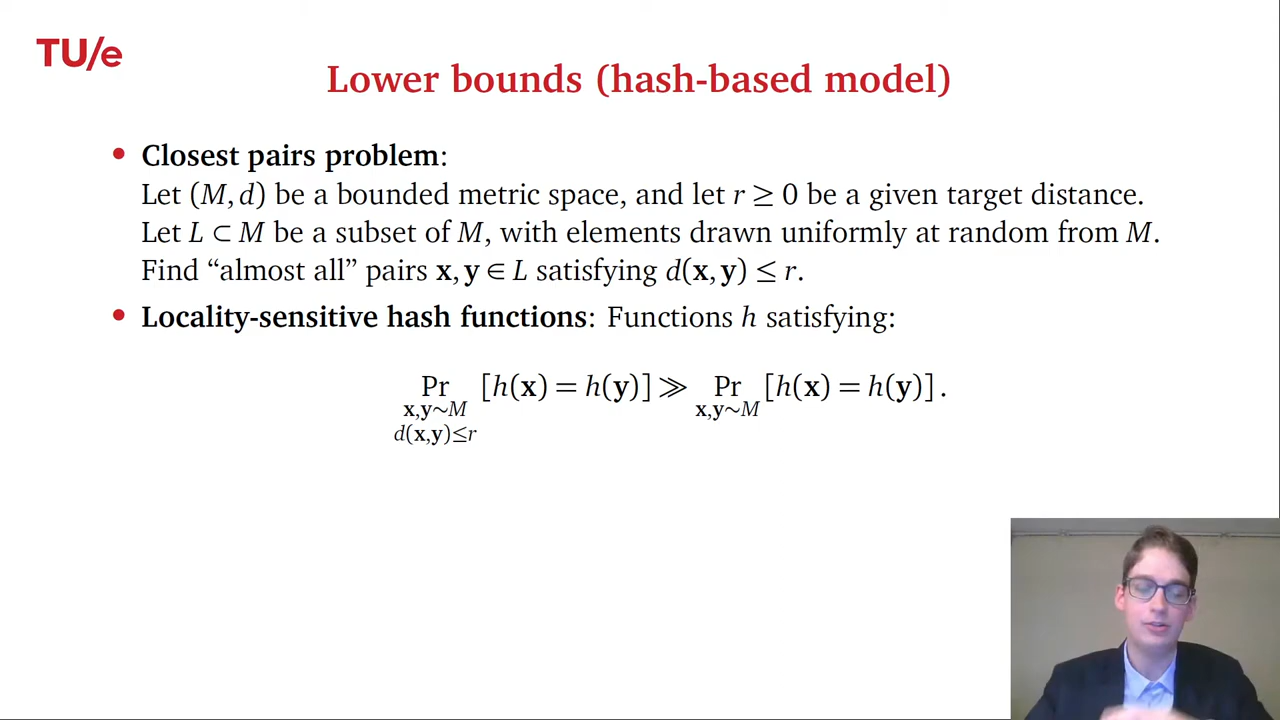 TU/e
Lower bounds (hash-based model)
• Closest pairs problem:
Let (M, d) be a bounded metric space, and let r ≥ 0 be a given target distance.
Let L ⊂ M be a subset of M, with elements drawn uniformly at random from M.
Find “almost all” pairs x, y ∈ L satisfying d(x, y) ≤ r.
• Locality-sensitive hash functions: Functions h satisfying:
Pr [h(x) = h(y)] ≫ Pr [h(x) = h(y)].
x,y∼M x,y∼M
d(x,y)≤r